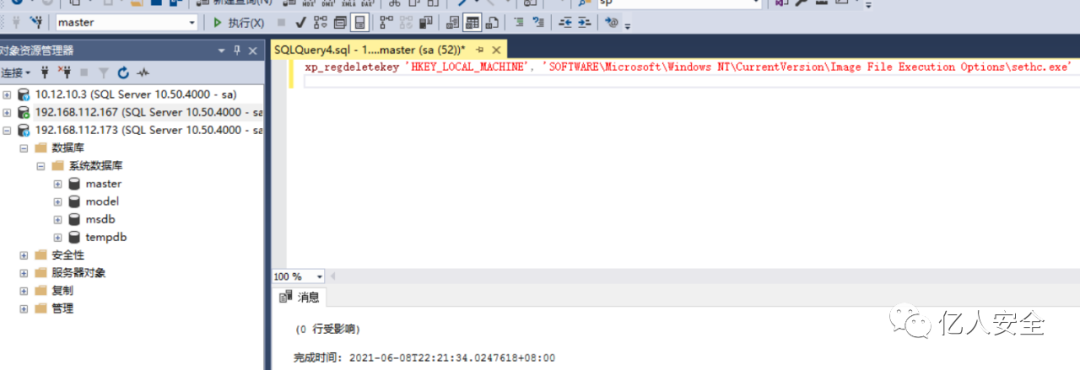 sp
master
执行(X)
对象资源管理器
SQLQuery4.sql - 1....master (sa (52))*
连接
xp_regdeletekey 'HKEY_LOCAL_MACHINE', 'SOFTWARE\Microsoft\Windows NT\CurrentVersion\Image File Execution Options\sethc.exe'
10.12.10.3 (SQL Server 10.50.4000 - sa)
192.168.112.167 (SQL Server 10.50.4000 - sa
192.168.112.173 (SQL Server 10.50.4000 - sa
数据库
系统数据库
master
model
msdb
tempdb
安全性
服务器对象
复制
管理
100 %
消息
(0 行受影响)
完成时间: 2021-06-08T22:21:34.0247618+08:00
亿人安全